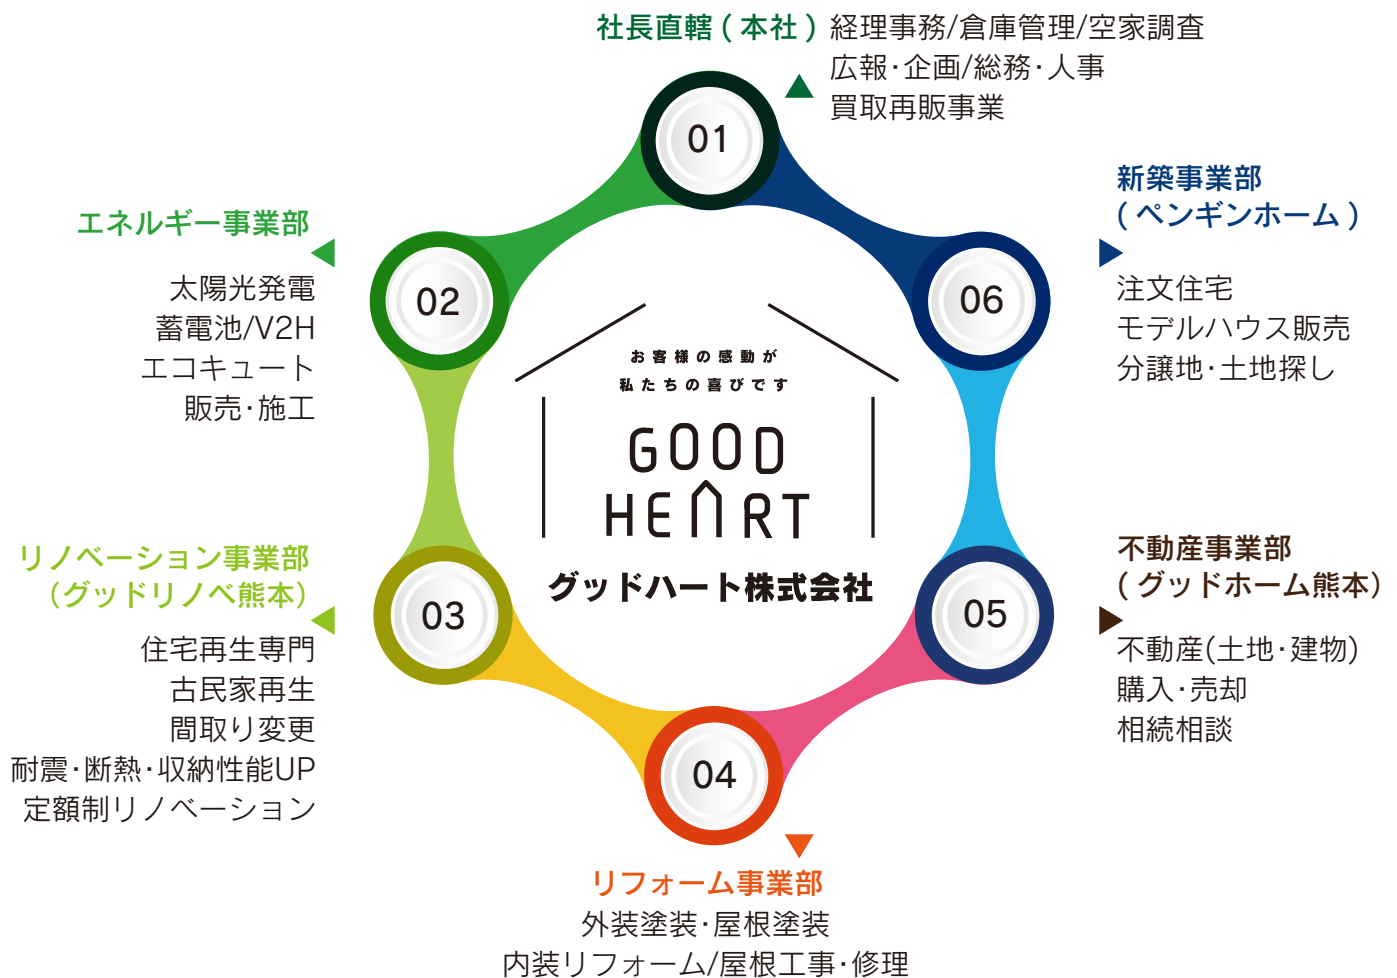 社長直轄 ( 本社 ) 経理事務/倉庫管理/空家調査
広報･企画/総務･人事
買取再販事業
01
エネルギー事業部
太陽光発電
蓄電池/V2H
エコキュート
販売･施工
02
新築事業部
( ペンギンホーム )
注文住宅
モデルハウス販売
分譲地･土地探し
06
お客様の感動が
私たちの喜びです
GOOD
HEART
グッドハート株式会社
リノベーション事業部
（グッドリノベ熊本）
住宅再生専門
古民家再生
間取り変更
耐震･断熱･収納性能UP
定額制リノベーション
03
不動産事業部
( グッドホーム熊本)
不動産(土地･建物)
購入･売却
相続相談
05
04
リフォーム事業部
外装塗装･屋根塗装
内装リフォーム/屋根工事･修理